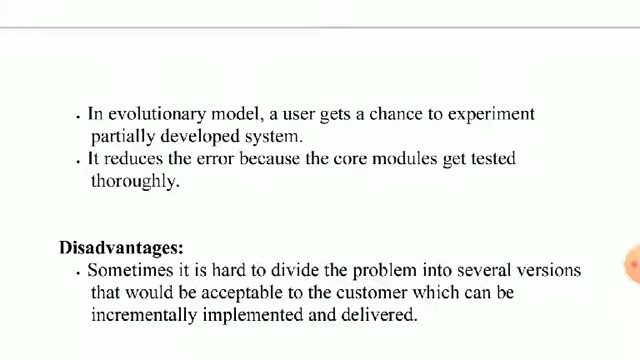 • In evolutionary model, a user gets a chance to experiment
partially developed system.
• It reduces the error because the core modules get tested
thoroughly.
Disadvantages:
• Sometimes it is hard to divide the problem into several versions
that would be acceptable to the customer which can be
incrementally implemented and delivered.